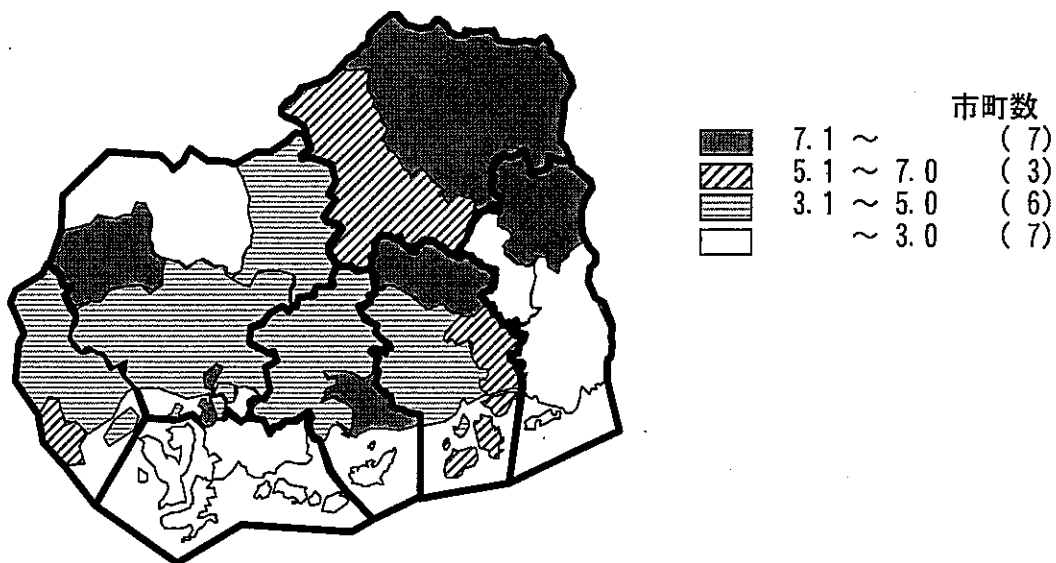 市町数
7.1 ～ ( 7)
5.1 ～ 7.0 ( 3)
3.1 ～ 5.0 ( 6)
～ 3.0 ( 7)